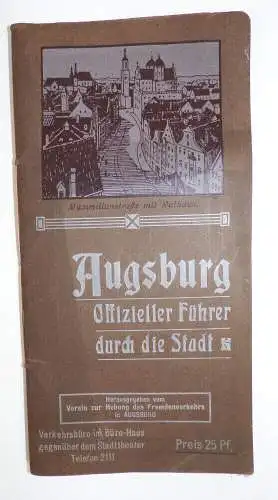 Maximilianstraße mit Rathaus.
Augsburg
Offizieller Führer
durch die Stadt
Herausgegeben vom
Verein zur Hebung des Fremdenverkehrs
in AUGSBURG
Verkehrsbüro im Büro-Haus
gegenüber dem Stadttheater
Telefon 2111
Preis 25 Pf.